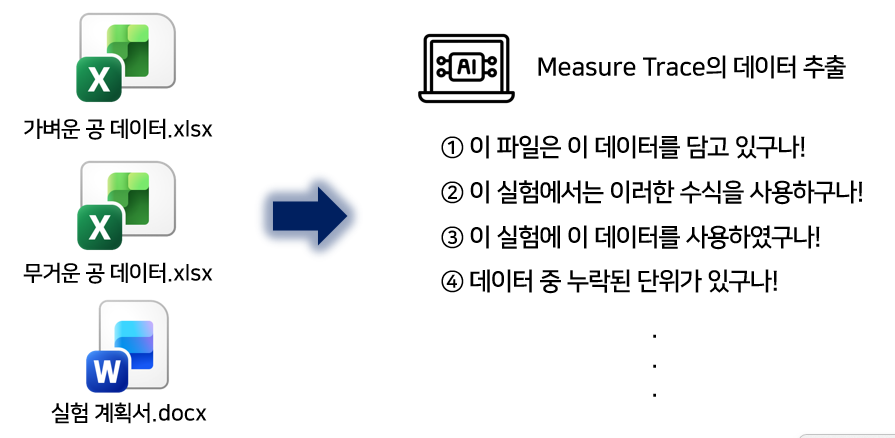 X
가벼운 공 데이터.xlsx
X
무거운 공 데이터.xlsx
W
실험 계획서.docx
AI
Measure Trace의 데이터 추출
① 이 파일은 이 데이터를 담고 있구나!
② 이 실험에서는 이러한 수식을 사용하구나!
③ 이 실험에 이 데이터를 사용하였구나!
④ 데이터 중 누락된 단위가 있구나!
.
.
.